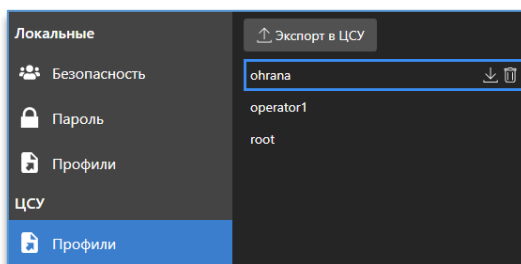 Локальные
Безопасность
Пароль
Профили
ЦСУ
Профили
Экспорт в ЦСУ
ohrana
operator1
root